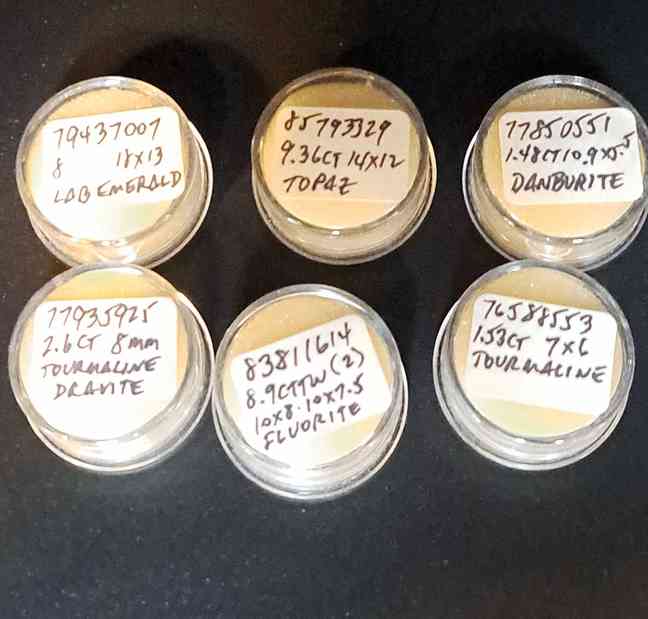 79437007
8 18X13
LAB EMERALD
85793329
9.36CT 14X12
TOPAZ
77850551
1.48CT 10.9X5.5
DANBURITE
77935925
2.6CT 8mm
TOURMALINE
DRAVITE
83811614
8.9CTTW (2)
10X8·10X7.5
FLUORITE
76588553
1.53CT 7X6
TOURMALINE